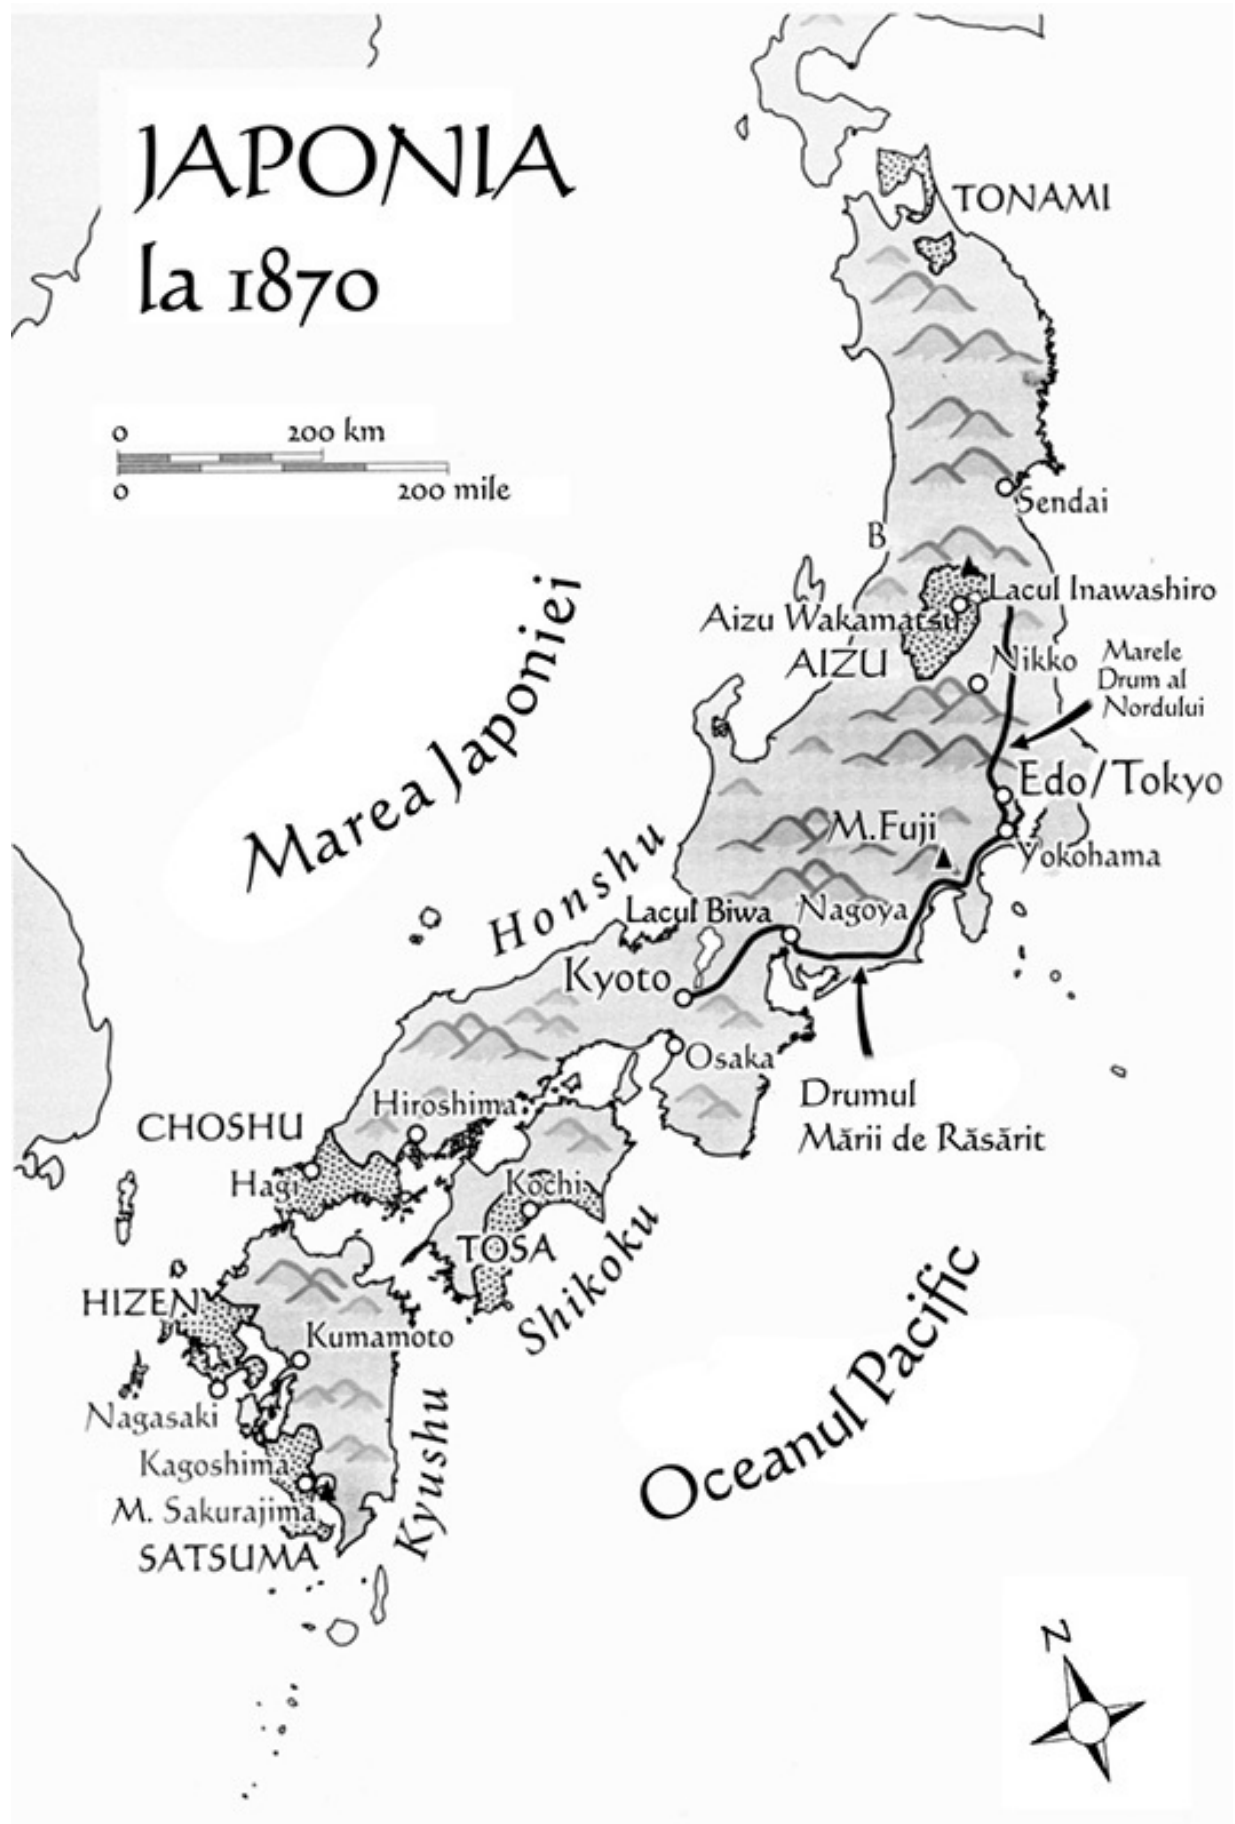 JAPONIA
la 1870
0 200 km
0 200 mile
TONAMI
Sendai
B
Lacul Inawashiro
Aizu Wakamatsu
AIZU
Nikko
Marele
Drum al
Nordului
Marea Japoniei
Edo/Tokyo
M.Fuji
Yokohama
Honshu
Lacul Biwa
Nagoya
Kyoto
Osaka
Drumul
Mării de Răsărit
Hiroshima
CHOSHU
Hagi
Kochi
TOSA
Shikoku
HIZEN
Kumamoto
Nagasaki
Kagoshima
M. Sakurajima
SATSUMA
Kyushu
Oceanul Pacific
N